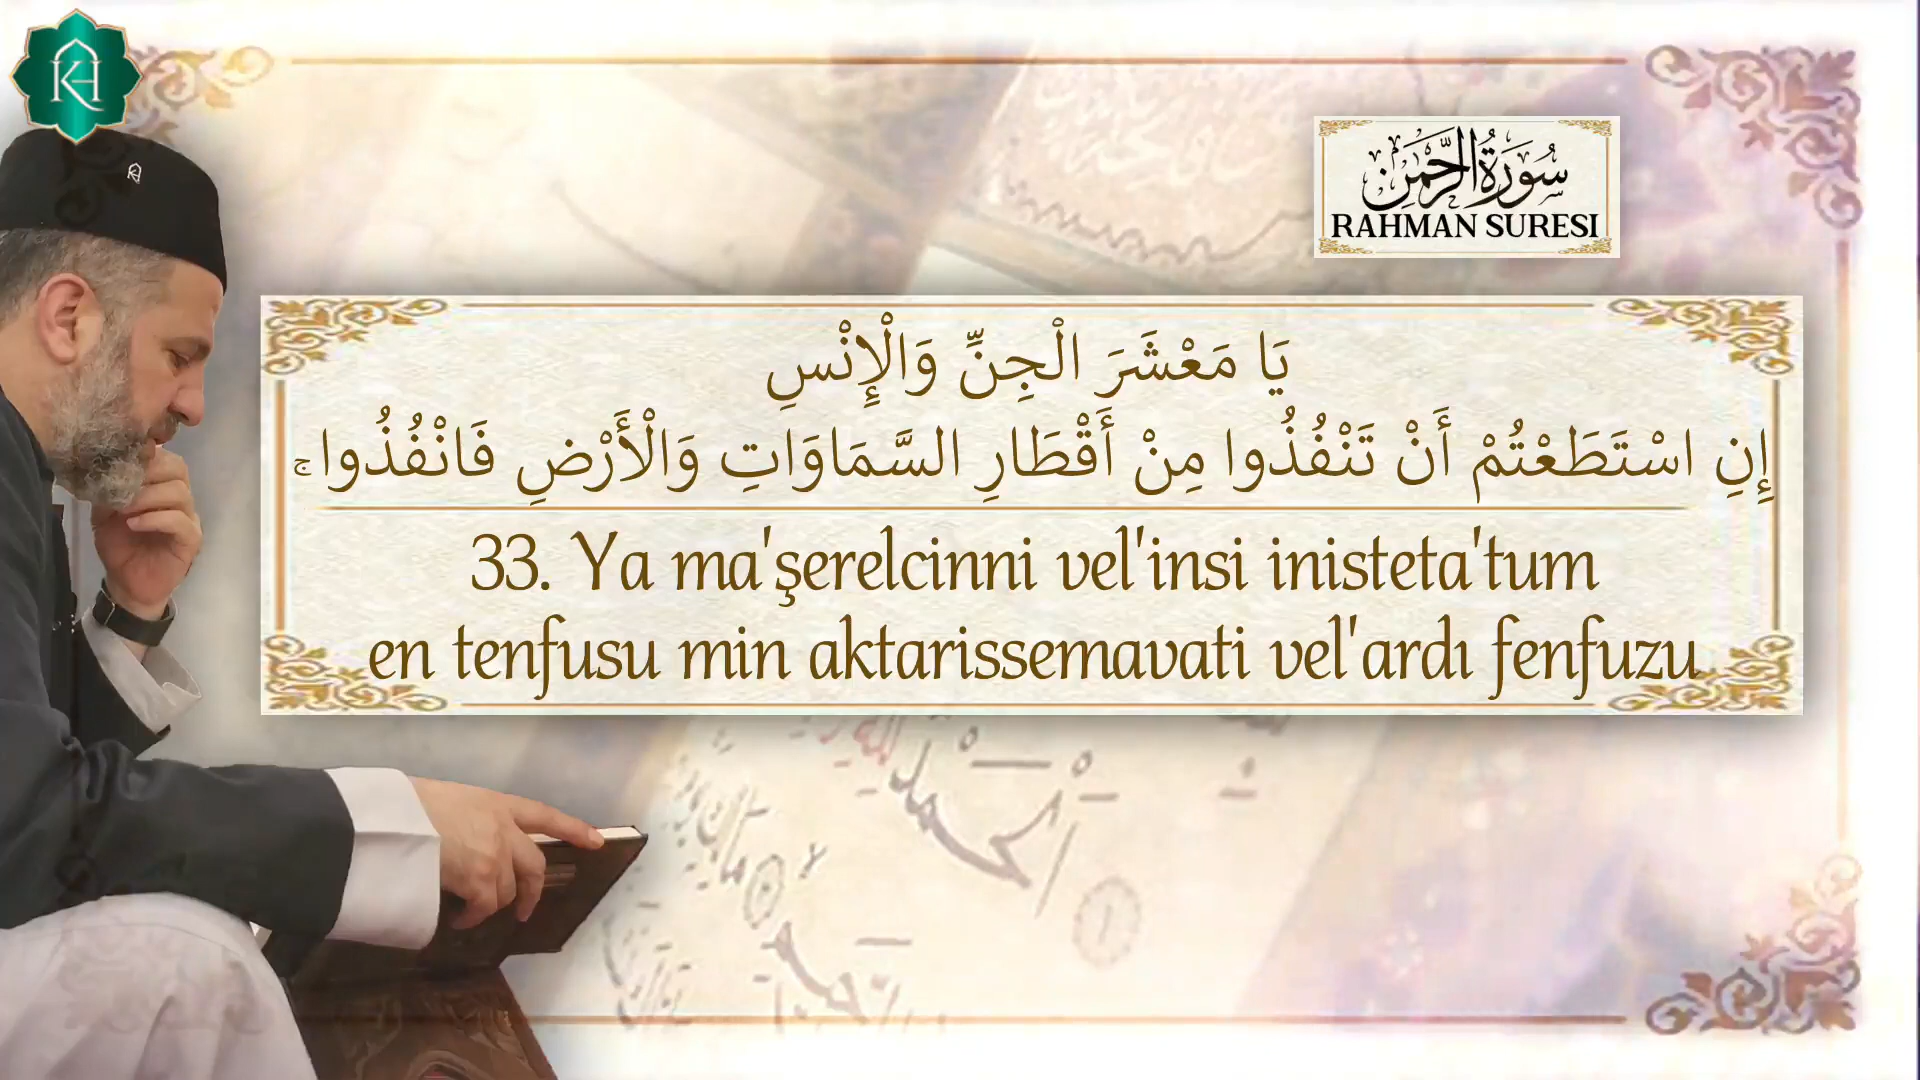 KH
سُورَةُ الرَّحْمٰنِ
RAHMAN SURESI
يَا مَعْشَرَ الْجِنِّ وَالْإِنْسِ
إِنِ اسْتَطَعْتُمْ أَنْ تَنْفُذُوا مِنْ أَقْطَارِ السَّمَاوَاتِ وَالْأَرْضِ فَانْفُذُوا ۚ
33. Ya ma'şerelcinni vel'insi inisteta'tum
en tenfusu min aktarissemavati vel'ardı fenfuzu